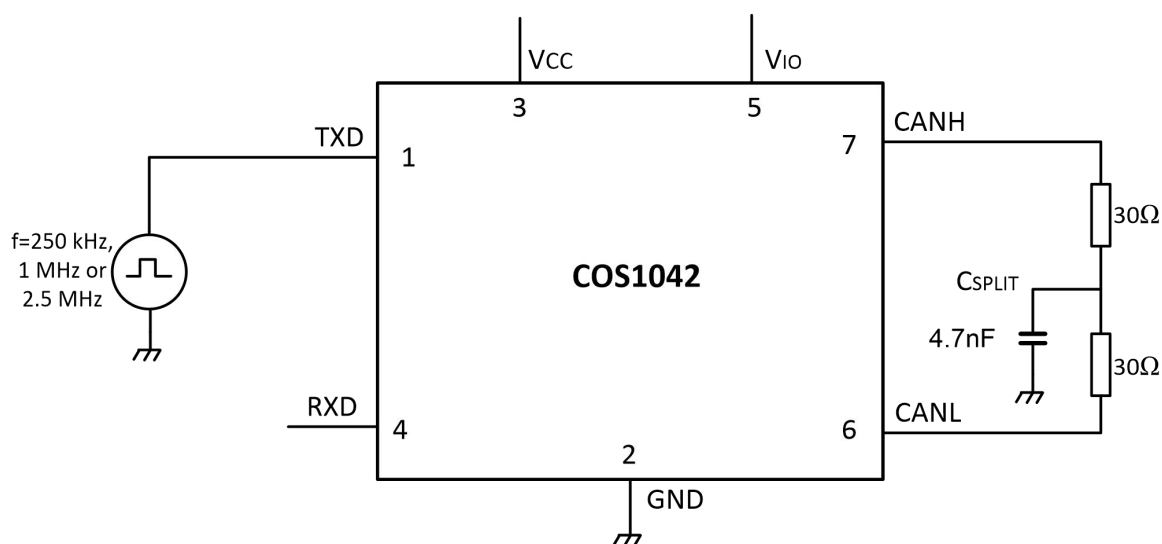 VCC
VIO
3
5
TXD
1
CANH
7
30Ω
f=250 kHz,
1 MHz or
2.5 MHz
COS1042
CSPLIT
4.7nF
30Ω
RXD
4
CANL
6
2
GND